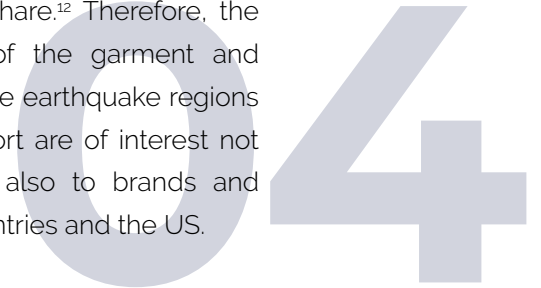 hare.¹² Therefore, the
of the garment and
e earthquake regions
ort are of interest not
also to brands and
ntries and the US.
04